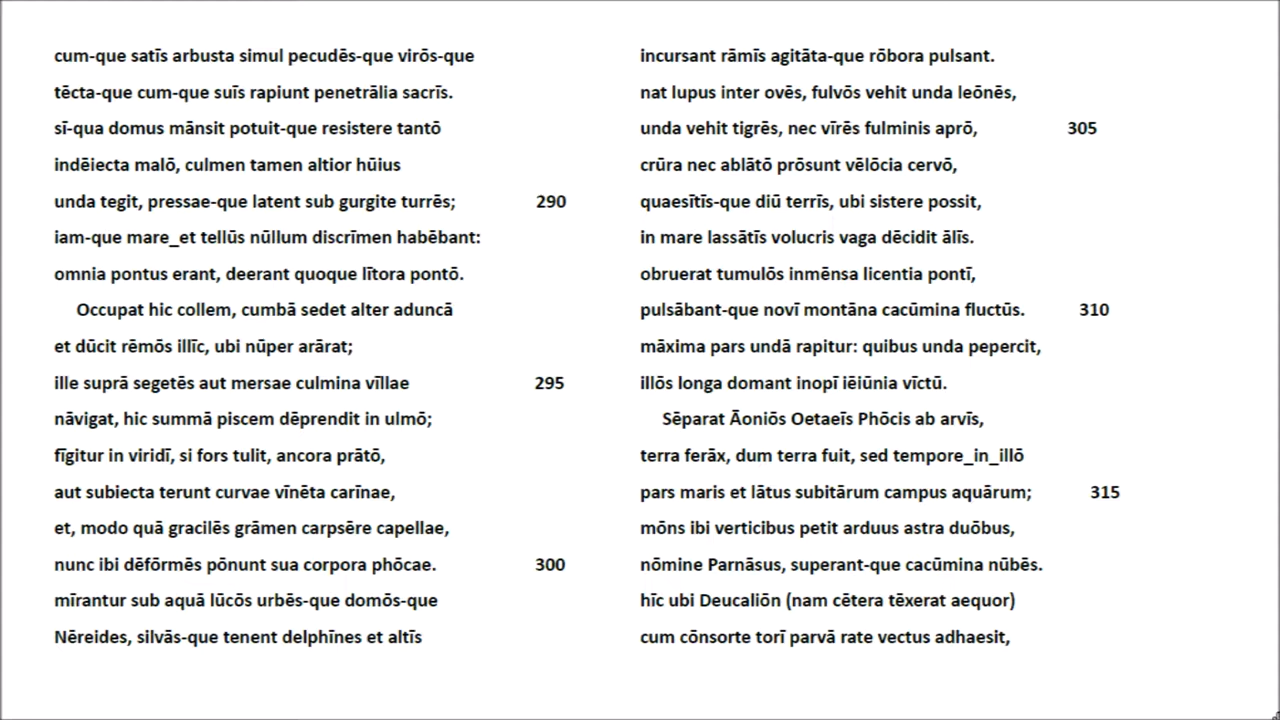 cum-que satīs arbusta simul pecudēs-que virōs-que
tēcta-que cum-que suīs rapiunt penetrālia sacrīs.
sī-qua domus mānsit potuit-que resistere tantō
indēiecta malō, culmen tamen altior hūius
unda tegit, pressae-que latent sub gurgite turrēs; 290
iam-que mare_et tellūs nūllum discrīmen habēbant:
omnia pontus erant, deerant quoque lītora pontō.
Occupat hic collem, cumbā sedet alter aduncā
et dūcit rēmōs illīc, ubi nūper arārat;
ille suprā segetēs aut mersae culmina vīllae 295
nāvigat, hic summā piscem dēprendit in ulmō;
fīgitur in viridī, si fors tulit, ancora prātō,
aut subiecta terunt curvae vīnēta carīnae,
et, modo quā gracilēs grāmen carpsēre capellae,
nunc ibi dēfōrmēs pōnunt sua corpora phōcae. 300
mīrantur sub aquā lūcōs urbēs-que domōs-que
Nēreides, silvās-que tenent delphīnes et altīs
incursant rāmīs agitāta-que rōbora pulsant.
nat lupus inter ovēs, fulvōs vehit unda leōnēs,
unda vehit tigrēs, nec vīrēs fulminis aprō, 305
crūra nec ablātō prōsunt vēlōcia cervō,
quaesītīs-que diū terrīs, ubi sistere possit,
in mare lassātīs volucris vaga dēcidit ālīs.
obruerat tumulōs inmēnsa licentia pontī,
pulsābant-que novī montāna cacūmina fluctūs. 310
māxima pars undā rapitur: quibus unda pepercit,
illōs longa domant inopī iēiūnia vīctū.
Sēparat Āoniōs Oetaeīs Phōcis ab arvīs,
terra ferāx, dum terra fuit, sed tempore_in_illō
pars maris et lātus subitārum campus aquārum; 315
mōns ibi verticibus petit arduus astra duōbus,
nōmine Parnāsus, superant-que cacūmina nūbēs.
hīc ubi Deucaliōn (nam cētera tēxerat aequor)
cum cōnsorte torī parvā rate vectus adhaesit,